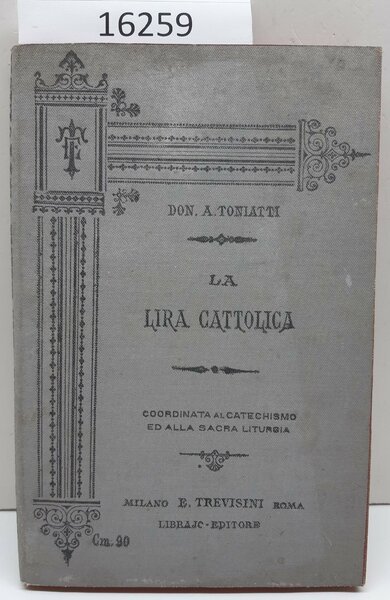 16259
DON. A. TONIATTI
LA
LIRA CATTOLICA
COORDINATA AL CATECHISMO
ED ALLA SACRA LITURGIA
MILANO E. TREVISINI ROMA
LIBRAJO-EDITORE
Cm. 90